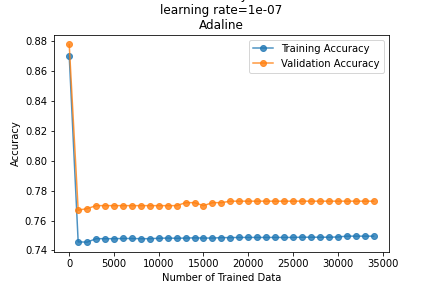 learning rate=1e-07
Adaline
Training Accuracy
Validation Accuracy
Accuracy
0.88
0.86
0.84
0.82
0.80
0.78
0.76
0.74
0 5000 10000 15000 20000 25000 30000 35000
Number of Trained Data